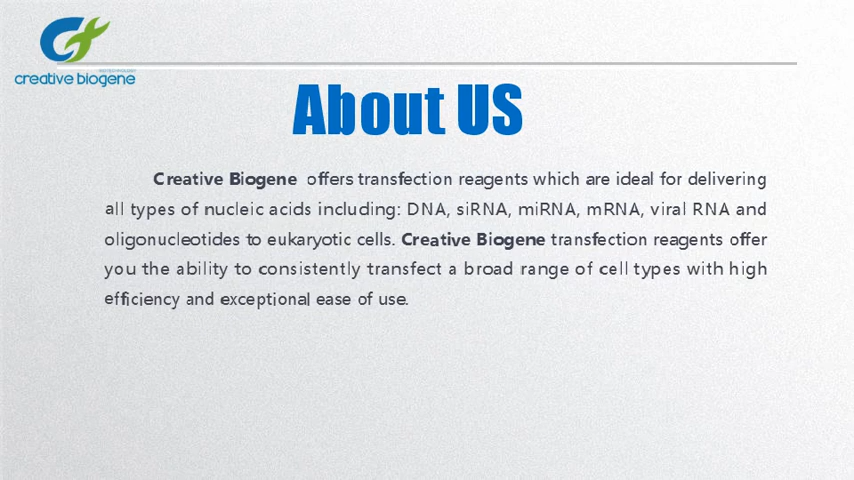 creative biogene
About US
Creative Biogene offers transfection reagents which are ideal for delivering
all types of nucleic acids including: DNA, siRNA, miRNA, mRNA, viral RNA and
oligonucleotides to eukaryotic cells. Creative Biogene transfection reagents offer
you the ability to consistently transfect a broad range of cell types with high
efficiency and exceptional ease of use.